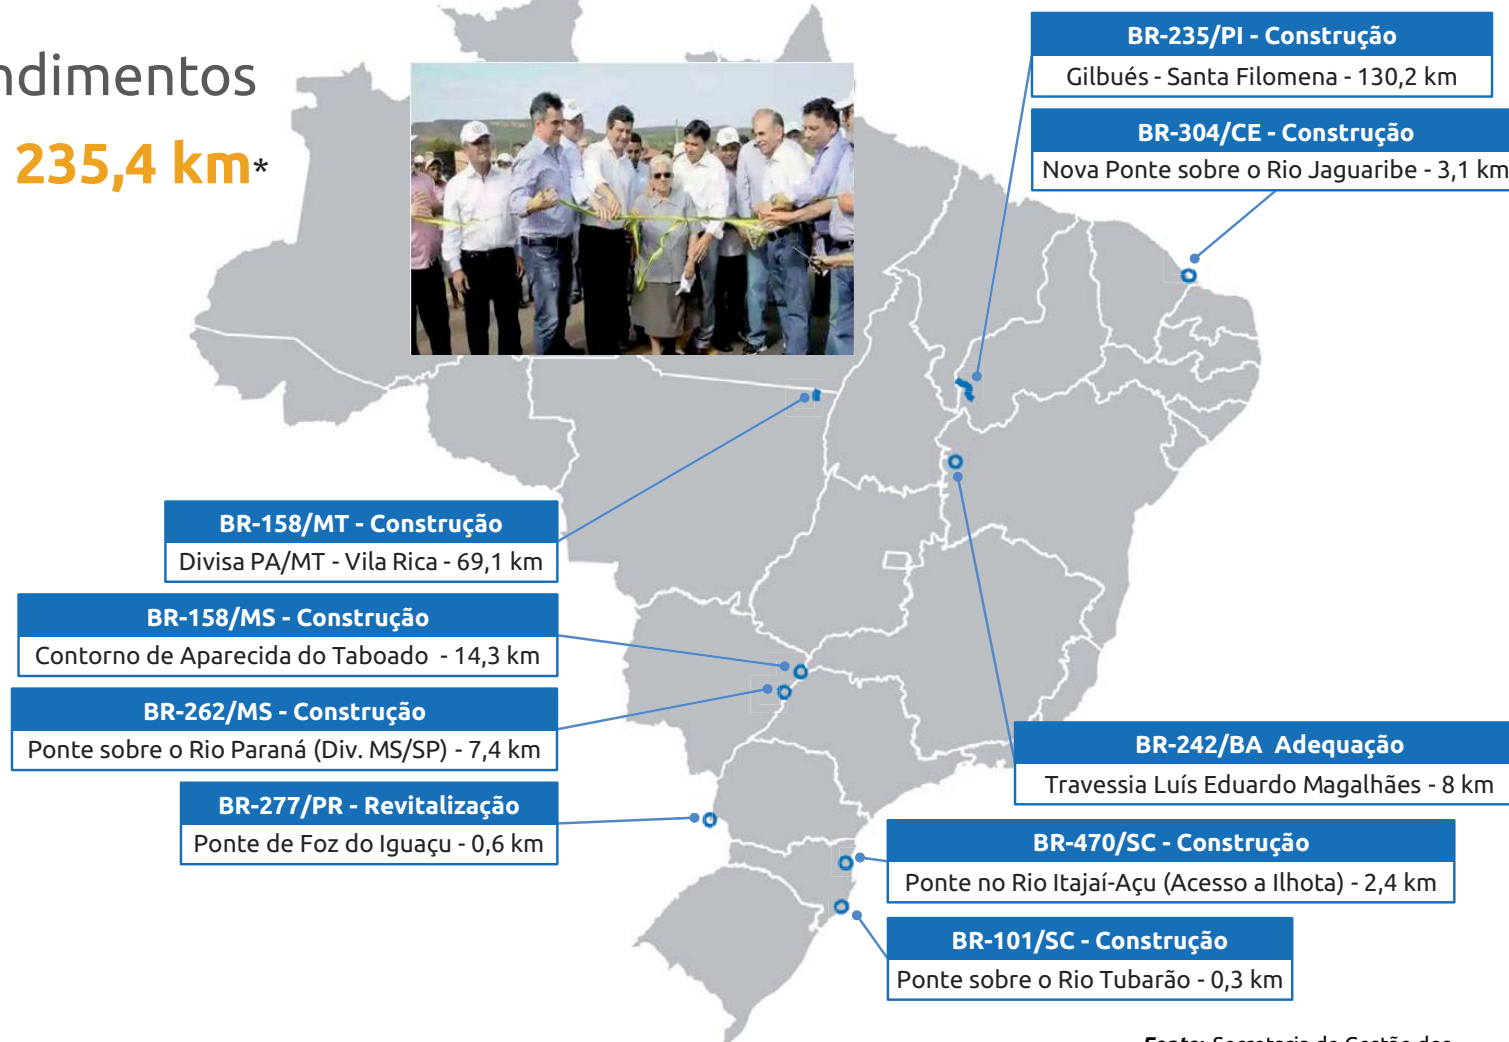 ndimentos
235,4 km*
BR-235/PI - Construção
Gilbués - Santa Filomena - 130,2 km
BR-304/CE - Construção
Nova Ponte sobre o Rio Jaguaribe - 3,1 km
BR-158/MT - Construção
Divisa PA/MT - Vila Rica - 69,1 km
BR-158/MS - Construção
Contorno de Aparecida do Taboado - 14,3 km
BR-262/MS - Construção
Ponte sobre o Rio Paraná (Div. MS/SP) - 7,4 km
BR-277/PR - Revitalização
Ponte de Foz do Iguaçu - 0,6 km
BR-242/BA Adequação
Travessia Luís Eduardo Magalhães - 8 km
BR-470/SC - Construção
Ponte no Rio Itajaí-Açu (Acesso a Ilhota) - 2,4 km
BR-101/SC - Construção
Ponte sobre o Rio Tubarão - 0,3 km
Fonte: Secretaria de Gestão dos